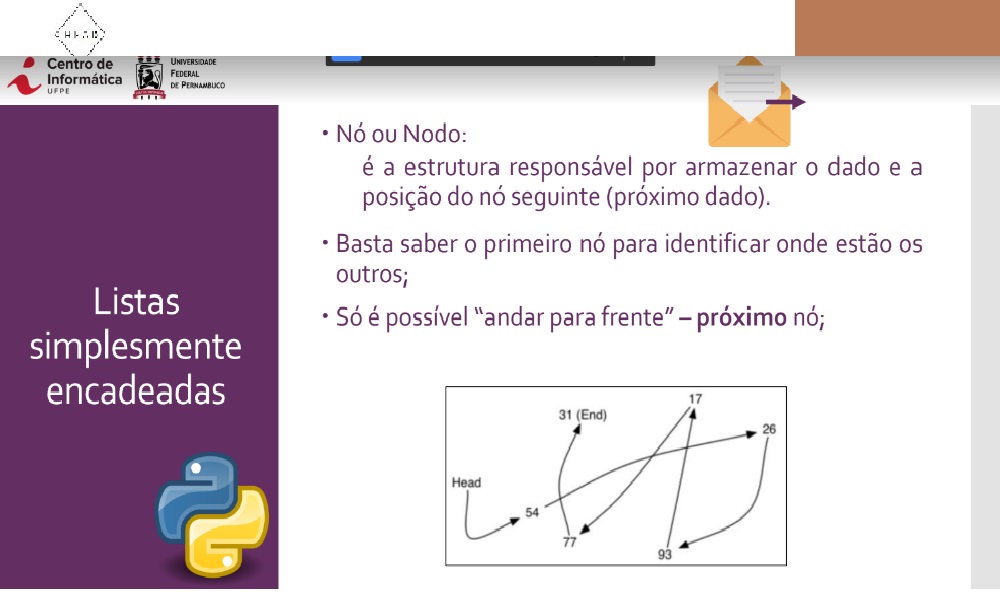 HEAD
Centro de
Informática
UFPE
UNIVERSIDADE
FEDERAL
DE PERNAMBUCO
Listas
simplesmente
encadeadas
• Nó ou Nodo:
é a estrutura responsável por armazenar o dado e a
posição do nó seguinte (próximo dado).
• Basta saber o primeiro nó para identificar onde estão os
outros;
• Só é possível “andar para frente” – próximo nó;
17
31 (End)
26
Head
54
77
93